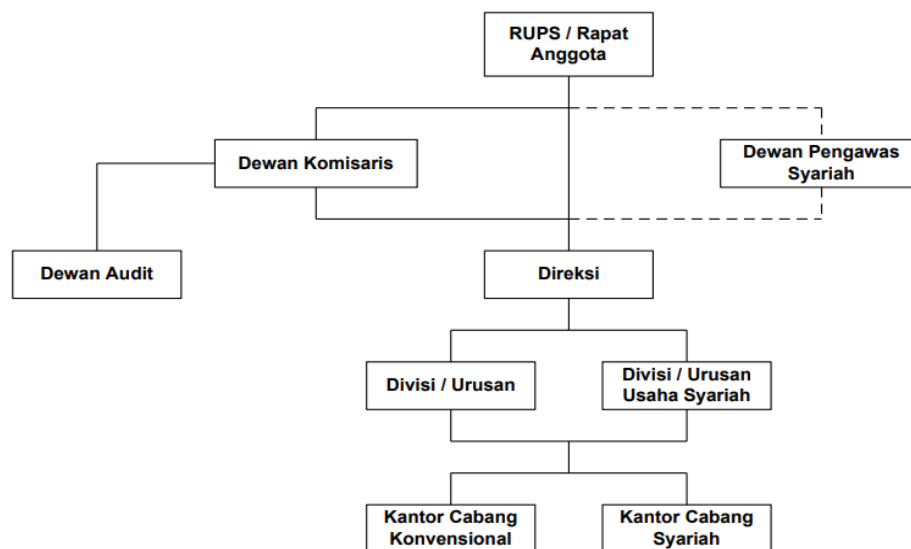 RUPS / Rapat
Anggota
Dewan Komisaris
Dewan Pengawas
Syariah
Dewan Audit
Direksi
Divisi / Urusan
Divisi / Urusan
Usaha Syariah
Kantor Cabang
Konvensional
Kantor Cabang
Syariah